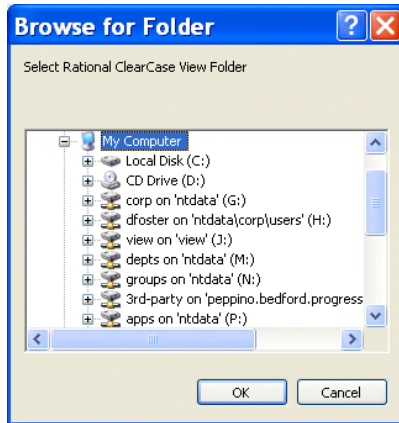 Browse for Folder
Select Rational ClearCase View Folder
My Computer
Local Disk (C:)
CD Drive (D:)
corp on 'ntdata' (G:)
dfoster on 'ntdata\corp\users' (H:)
view on 'view' (J:)
depts on 'ntdata' (M:)
groups on 'ntdata' (N:)
3rd-party on 'peppino.bedford.progress
apps on 'ntdata' (P:)
OK Cancel